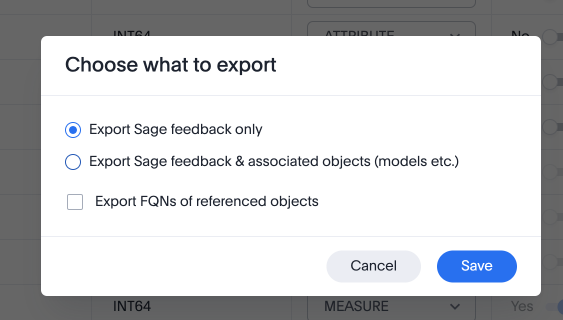 INT64 ATTRIBUTE No
Choose what to export
Export Sage feedback only
Export Sage feedback & associated objects (models etc.)
Export FQNs of referenced objects
Cancel Save
INT64 MEASURE Yes